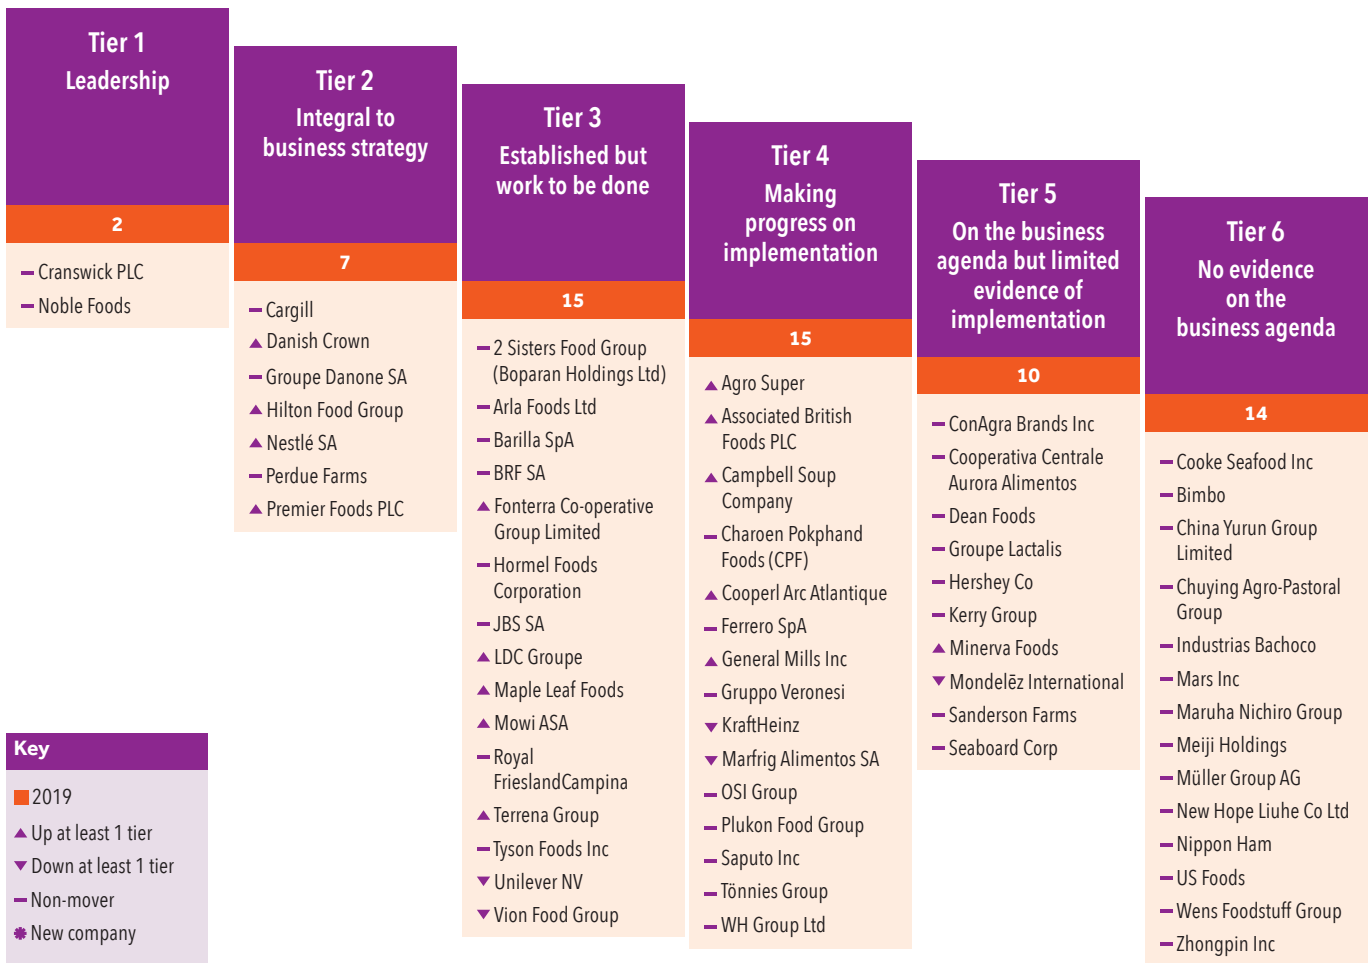 Tier 1
Leadership
2
Cranswick PLC
Noble Foods
Tier 2
Integral to
business strategy
7
Cargill
Danish Crown
Groupe Danone SA
Hilton Food Group
Nestlé SA
Perdue Farms
Premier Foods PLC
Tier 3
Established but
work to be done
15
2 Sisters Food Group
(Boparan Holdings Ltd)
Arla Foods Ltd
Barilla SpA
BRF SA
Fonterra Co-operative
Group Limited
Hormel Foods
Corporation
JBS SA
LDC Groupe
Maple Leaf Foods
Mowi ASA
Royal
FrieslandCampina
Terrena Group
Tyson Foods Inc
Unilever NV
Vion Food Group
Tier 4
Making
progress on
implementation
15
Agro Super
Associated British
Foods PLC
Campbell Soup
Company
Charoen Pokphand
Foods (CPF)
Cooperl Arc Atlantique
Ferrero SpA
General Mills Inc
Gruppo Veronesi
KraftHeinz
Marfrig Alimentos SA
OSI Group
Plukon Food Group
Saputo Inc
Tönnies Group
WH Group Ltd
Tier 5
On the business
agenda but limited
evidence of
implementation
10
ConAgra Brands Inc
Cooperativa Centrale
Aurora Alimentos
Dean Foods
Groupe Lactalis
Hershey Co
Kerry Group
Minerva Foods
Mondelēz International
Sanderson Farms
Seaboard Corp
Tier 6
No evidence
on the
business agenda
14
Cooke Seafood Inc
Bimbo
China Yurun Group
Limited
Chuying Agro-Pastoral
Group
Industrias Bachoco
Mars Inc
Maruha Nichiro Group
Meiji Holdings
Müller Group AG
New Hope Liuhe Co Ltd
Nippon Ham
US Foods
Wens Foodstuff Group
Zhongpin Inc
Key
2019
Up at least 1 tier
Down at least 1 tier
Non-mover
New company